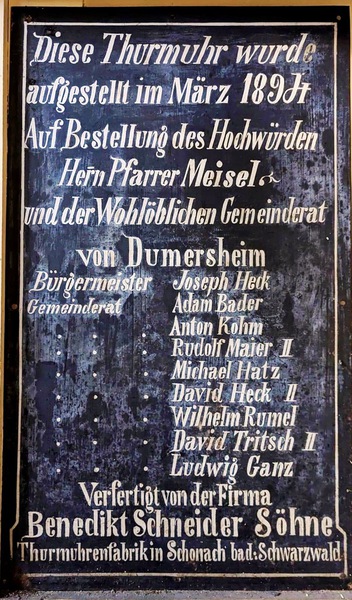 Diese Thurmuhr wurde
aufgestellt im März 1894
Auf Bestellung des Hochwürden
Herrn Pfarrer Meisel
und der Wohllöblichen Gemeinderat
von Dumersheim
Bürgermeister Joseph Heck
Gemeinderat Adam Bader
" " Anton Kohm
" " Rudolf Maier II
" " Michael Hatz
" " David Heck II
" " Wilhelm Rumel
" " David Tritsch II
" " Ludwig Ganz
Verfertigt von der Firma
Benedikt Schneider Söhne
Thurmuhrenfabrik in Schonach bad: Schwarzwald